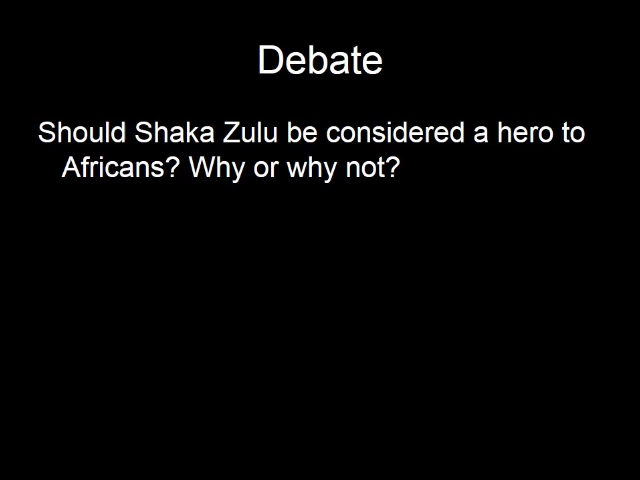 Debate
Should Shaka Zulu be considered a hero to
Africans? Why or why not?